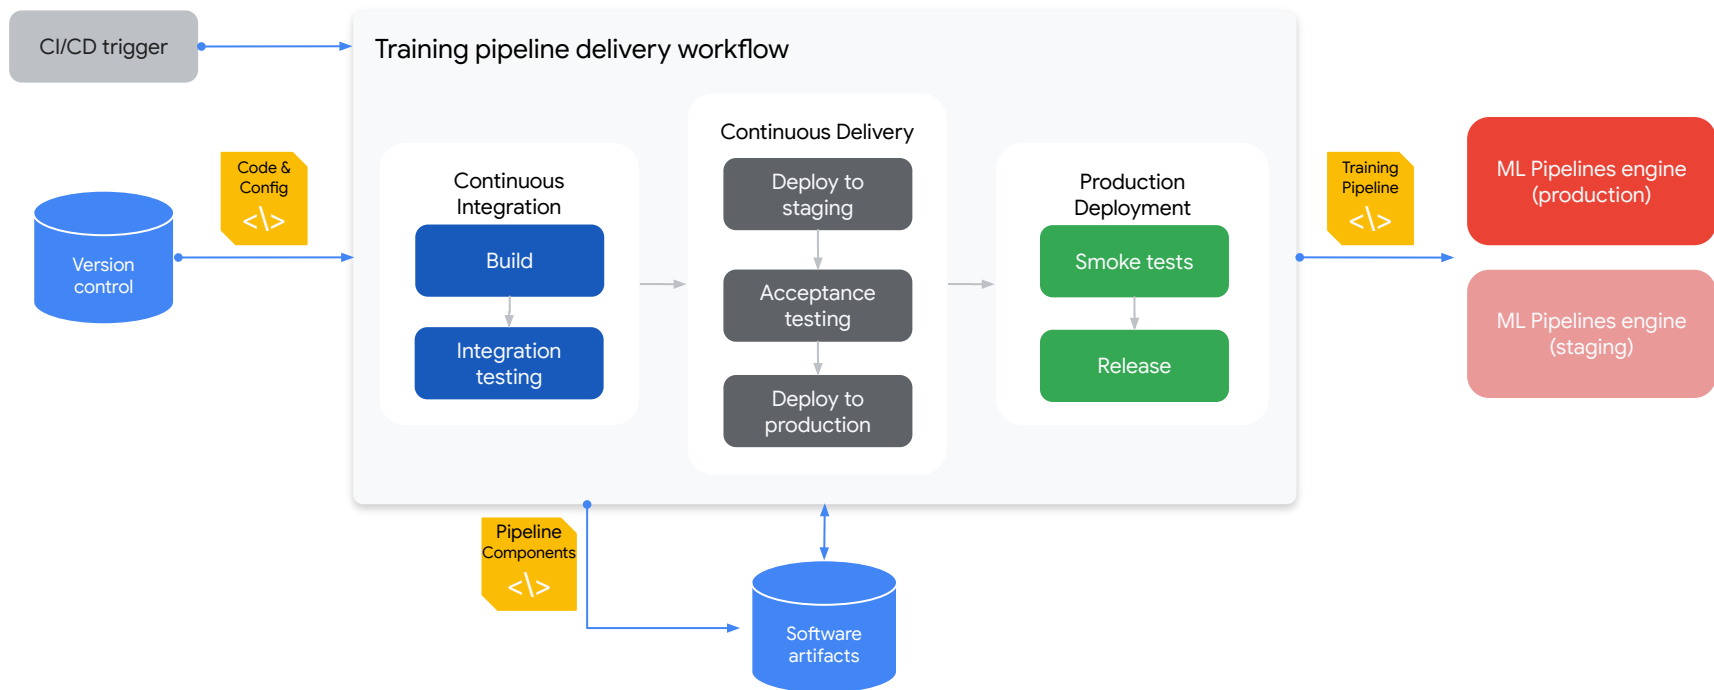 CI/CD trigger
Training pipeline delivery workflow
Code &
Config
</>
Version
control
Continuous
Integration
Build
Integration
testing
Continuous Delivery
Deploy to
staging
Acceptance
testing
Deploy to
production
Production
Deployment
Smoke tests
Release
Training
Pipeline
</>
ML Pipelines engine
(production)
ML Pipelines engine
(staging)
Pipeline
Components
</>
Software
artifacts